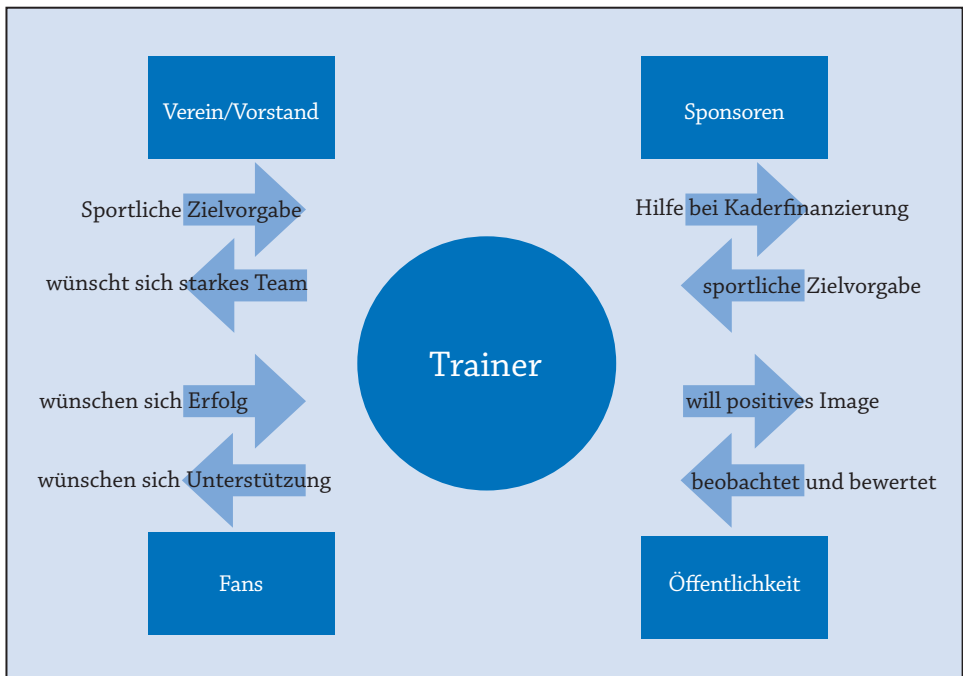 Verein/Vorstand
Sponsoren
Sportliche Zielvorgabe
Hilfe bei Kaderfinanzierung
wünscht sich starkes Team
sportliche Zielvorgabe
Trainer
wünschen sich Erfolg
will positives Image
wünschen sich Unterstützung
beobachtet und bewertet
Fans
Öffentlichkeit